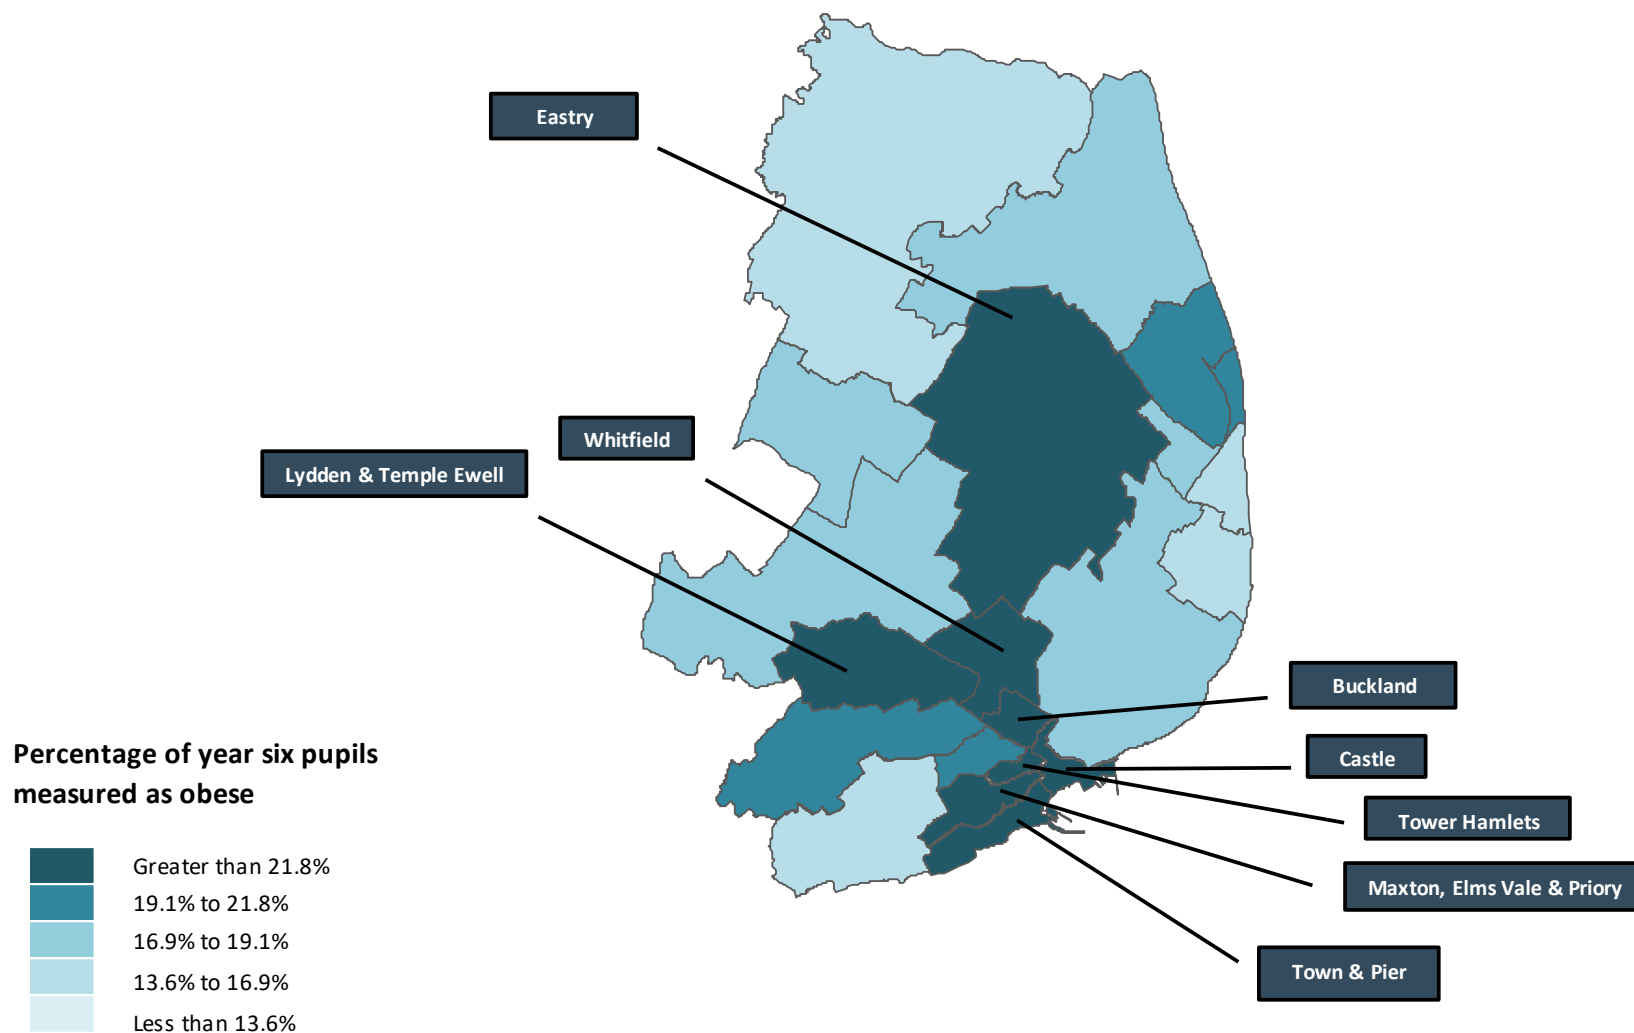 Eastry
Whitfield
Lydden & Temple Ewell
Buckland
Castle
Tower Hamlets
Maxton, Elms Vale & Priory
Town & Pier
Percentage of year six pupils
measured as obese
Greater than 21.8%
19.1% to 21.8%
16.9% to 19.1%
13.6% to 16.9%
Less than 13.6%